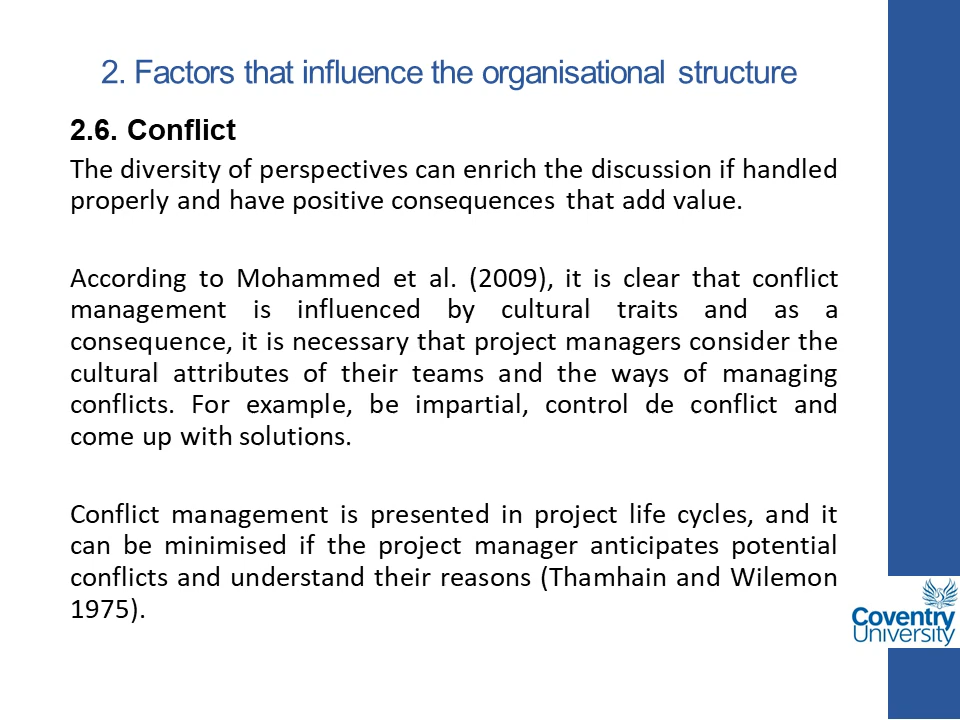 2. Factors that influence the organisational structure
2.6. Conflict
The diversity of perspectives can enrich the discussion if handled
properly and have positive consequences that add value.
According to Mohammed et al. (2009), it is clear that conflict
management is influenced by cultural traits and as a
consequence, it is necessary that project managers consider the
cultural attributes of their teams and the ways of managing
conflicts. For example, be impartial, control de conflict and
come up with solutions.
Conflict management is presented in project life cycles, and it
can be minimised if the project manager anticipates potential
conflicts and understand their reasons (Thamhain and Wilemon
1975).
Coventry
University